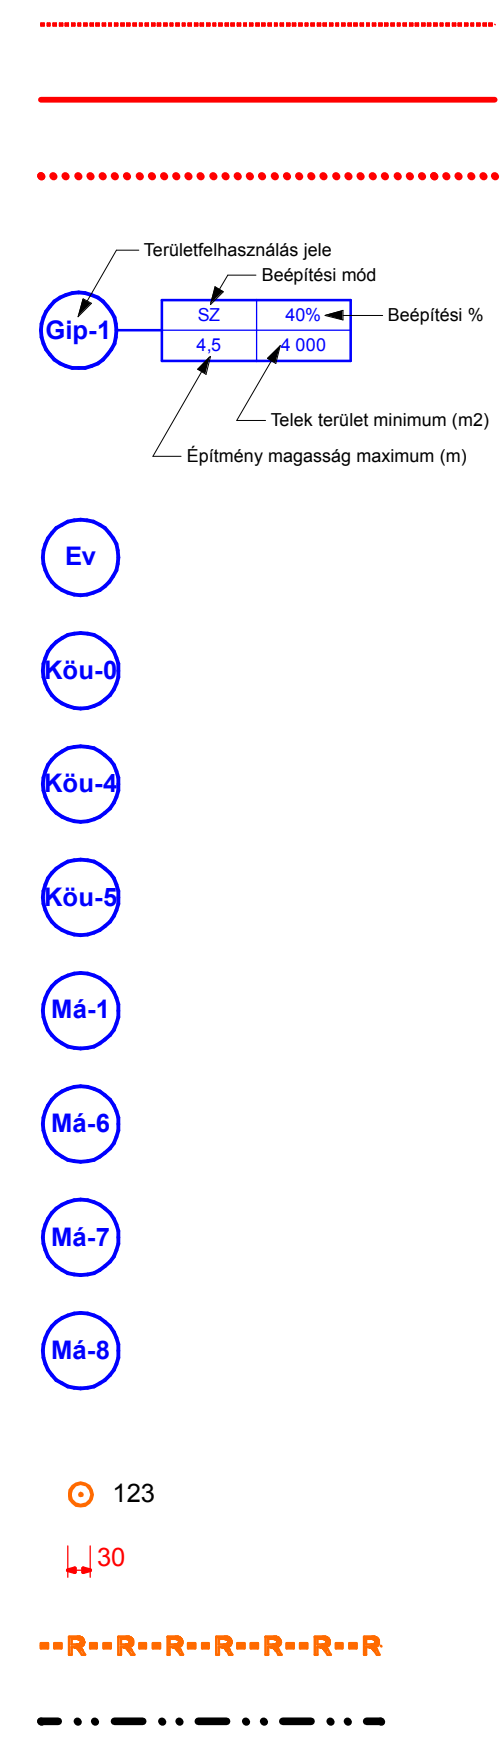 Területfelhasználás jele
Beépítési mód
Gip-1
SZ
40%
Beépítési %
4,5
4 000
Telek terület minimum (m2)
Építmény magasság maximum (m)
Ev
Köu-0
Köu-4
Köu-5
Má-1
Má-6
Má-7
Má-8
123
30
R R R R R R R